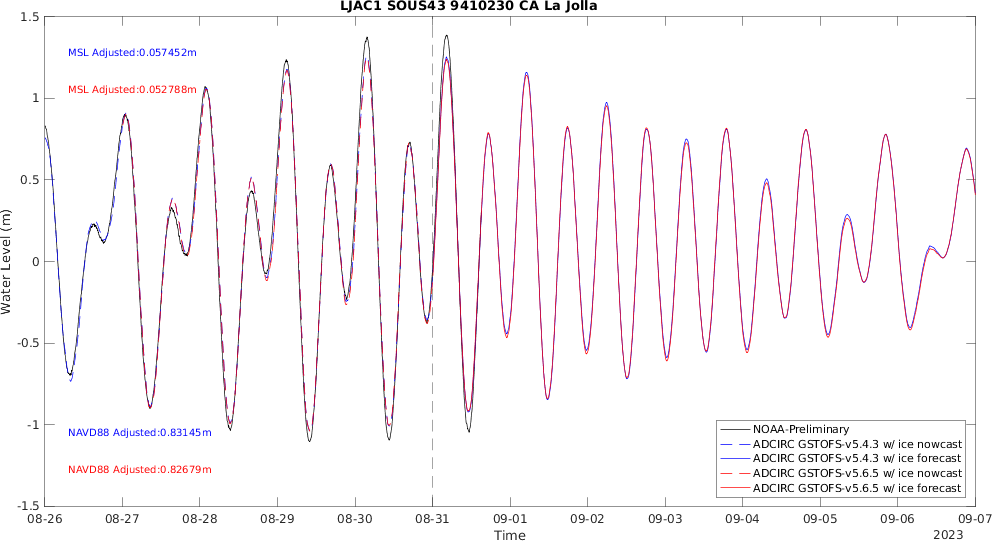 LJAC1 SOUS43 9410230 CA La Jolla
1.5
1
0.5
0
-0.5
-1
-1.5
Water Level (m)
MSL Adjusted:0.057452m
MSL Adjusted:0.052788m
NAVD88 Adjusted:0.83145m
NAVD88 Adjusted:0.82679m
NOAA-Preliminary
ADCIRC GSTOFS-v5.4.3 w/ ice nowcast
ADCIRC GSTOFS-v5.4.3 w/ ice forecast
ADCIRC GSTOFS-v5.6.5 w/ ice nowcast
ADCIRC GSTOFS-v5.6.5 w/ ice forecast
08-26 08-27 08-28 08-29 08-30 08-31 09-01 09-02 09-03 09-04 09-05 09-06 09-07
Time
2023